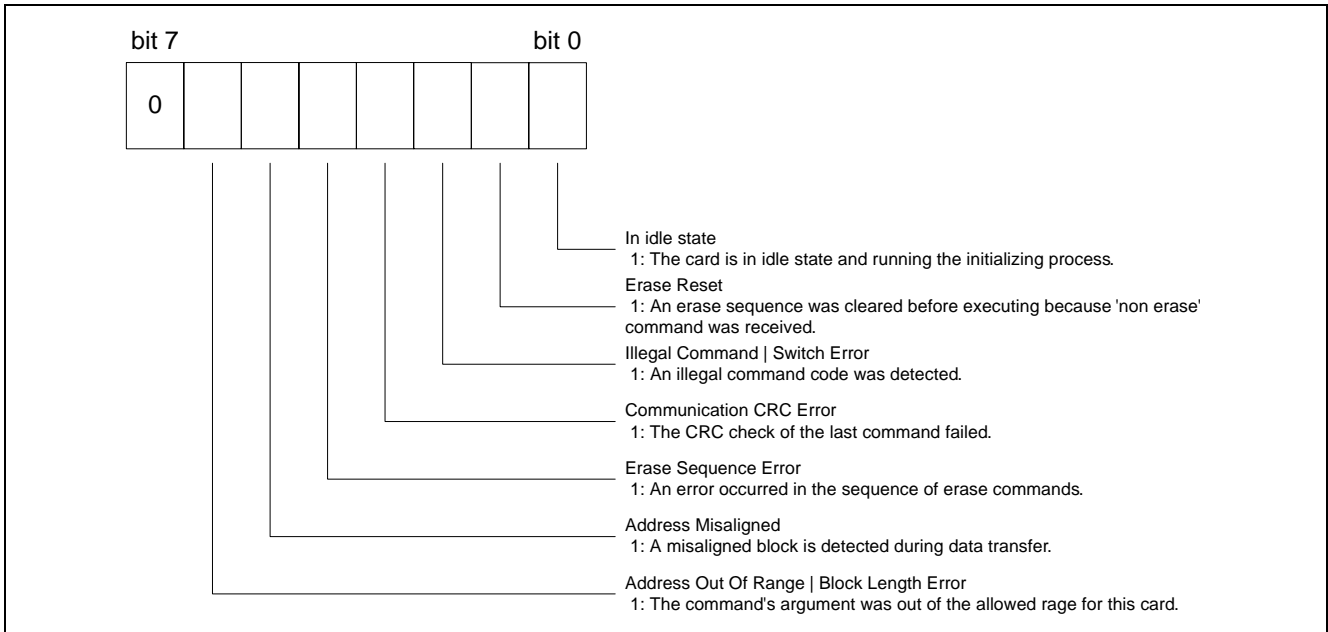 bit 7 bit 0
0
In idle state
1: The card is in idle state and running the initializing process.
Erase Reset
1: An erase sequence was cleared before executing because 'non erase'
command was received.
Illegal Command | Switch Error
1: An illegal command code was detected.
Communication CRC Error
1: The CRC check of the last command failed.
Erase Sequence Error
1: An error occurred in the sequence of erase commands.
Address Misaligned
1: A misaligned block is detected during data transfer.
Address Out Of Range | Block Length Error
1: The command's argument was out of the allowed rage for this card.